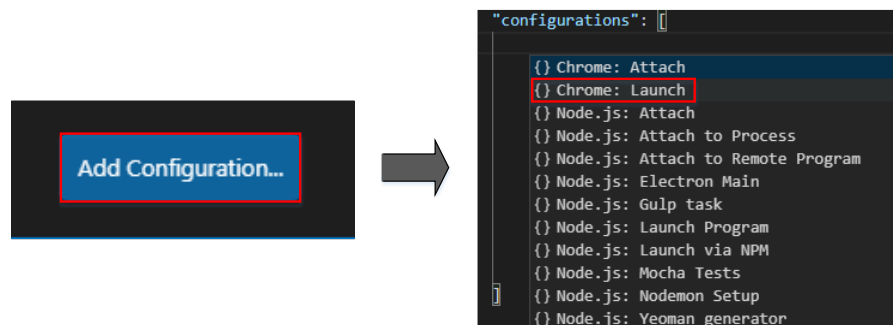 Add Configuration...
"configurations": [
{} Chrome: Attach
{} Chrome: Launch
{} Node.js: Attach
{} Node.js: Attach to Process
{} Node.js: Attach to Remote Program
{} Node.js: Electron Main
{} Node.js: Gulp task
{} Node.js: Launch Program
{} Node.js: Launch via NPM
{} Node.js: Mocha Tests
] {} Node.js: Nodemon Setup
{} Node.js: Yeoman generator